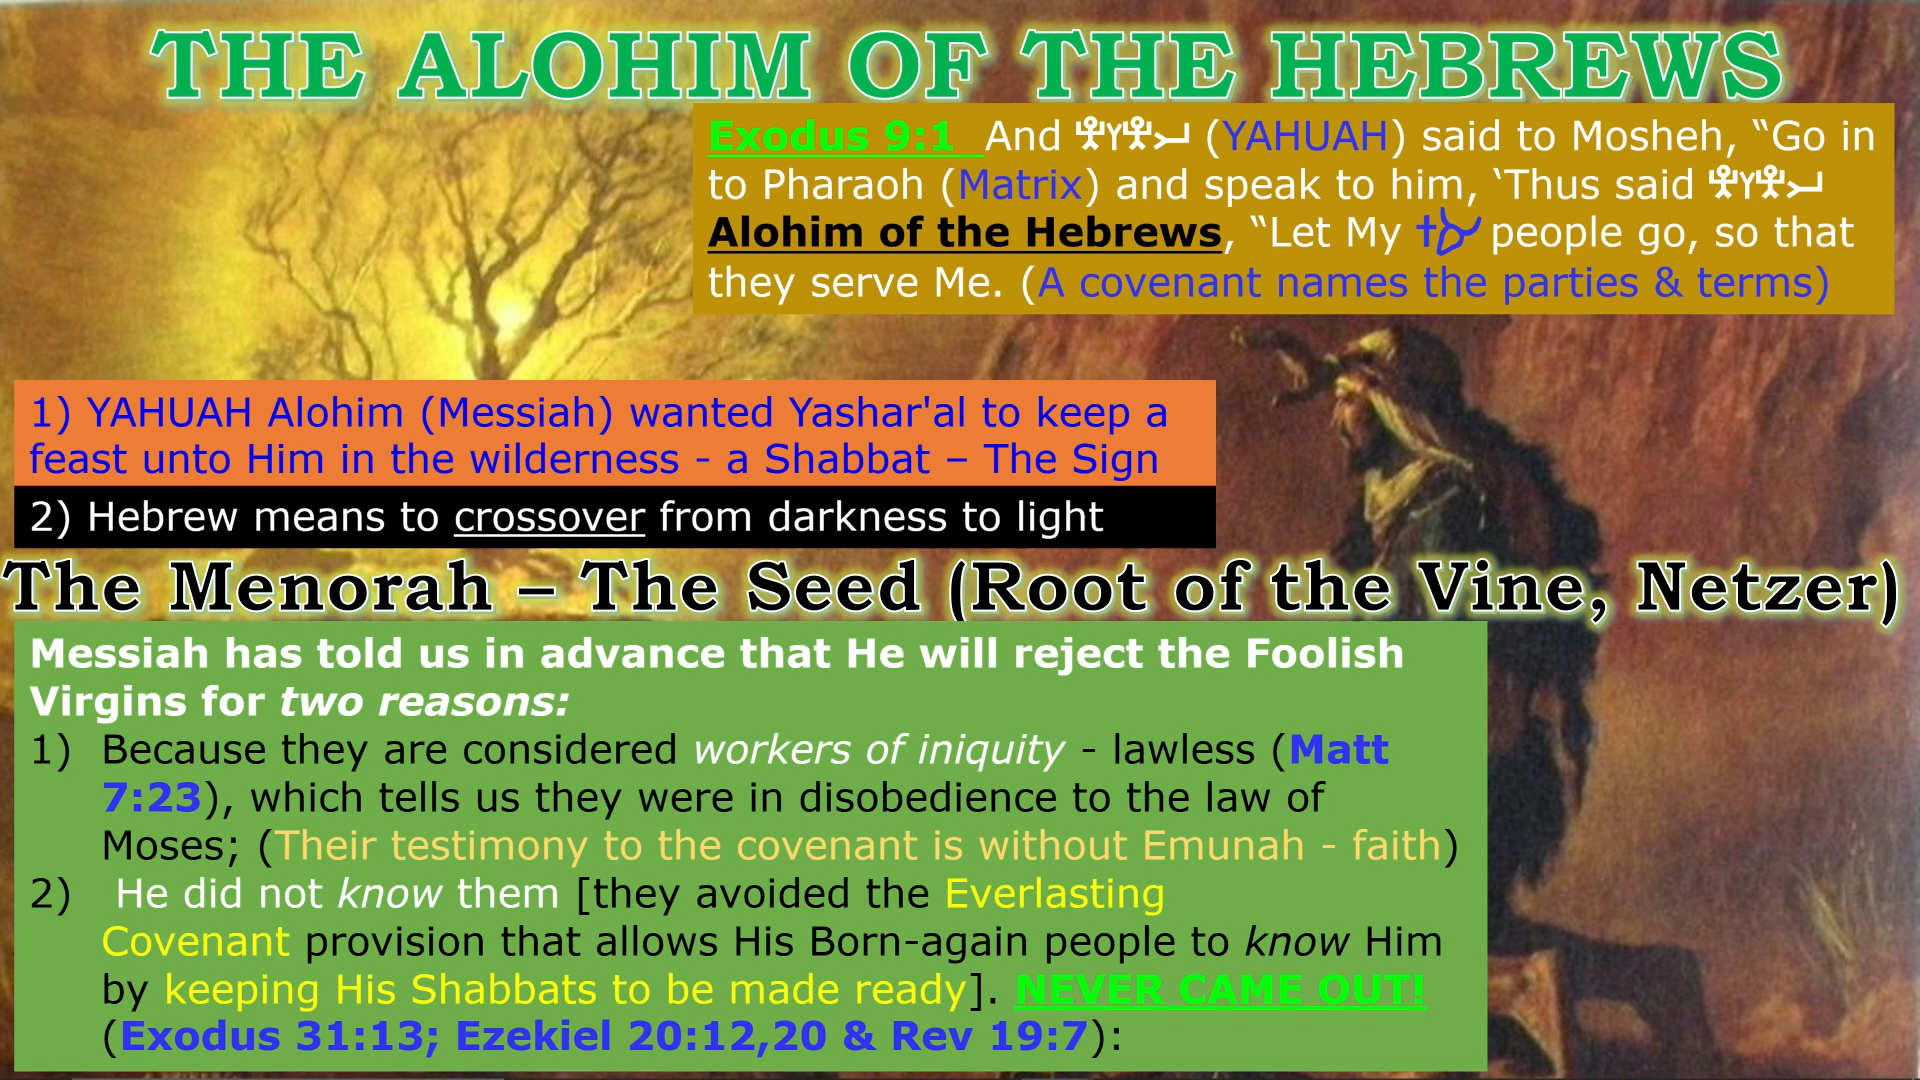 THE ALOHIM OF THE HEBREWS
Exodus 9:1 And 𐤉𐤄𐤅𐤄 (YAHUAH) said to Mosheh, “Go in
to Pharaoh (Matrix) and speak to him, ‘Thus said 𐤉𐤄𐤅𐤄
Alohim of the Hebrews, “Let My 𐤀𐤕 people go, so that
they serve Me. (A covenant names the parties & terms)
1) YAHUAH Alohim (Messiah) wanted Yashar'al to keep a
feast unto Him in the wilderness - a Shabbat – The Sign
2) Hebrew means to crossover from darkness to light
The Menorah – The Seed (Root of the Vine, Netzer)
Messiah has told us in advance that He will reject the Foolish
Virgins for two reasons:
1) Because they are considered workers of iniquity - lawless (Matt
7:23), which tells us they were in disobedience to the law of
Moses; (Their testimony to the covenant is without Emunah - faith)
2) He did not know them [they avoided the Everlasting
Covenant provision that allows His Born-again people to know Him
by keeping His Shabbats to be made ready]. NEVER CAME OUT!
(Exodus 31:13; Ezekiel 20:12,20 & Rev 19:7):